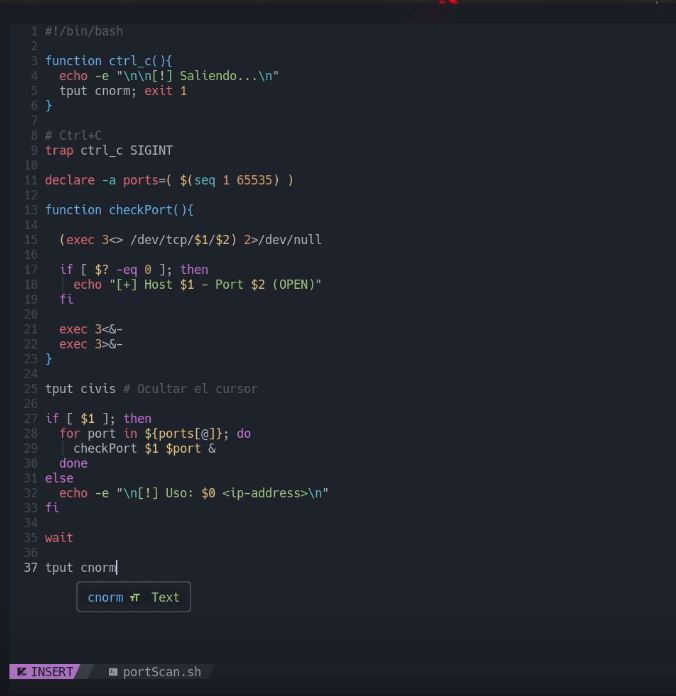 1 #!/bin/bash
2
3 function ctrl_c(){
4 echo -e "\n\n[!] Saliendo...\n"
5 tput cnorm; exit 1
6 }
7
8 # Ctrl+C
9 trap ctrl_c SIGINT
10
11 declare -a ports=( $(seq 1 65535) )
12
13 function checkPort(){
14
15 (exec 3<> /dev/tcp/$1/$2) 2>/dev/null
16
17 if [ $? -eq 0 ]; then
18 echo "[+] Host $1 - Port $2 (OPEN)"
19 fi
20
21 exec 3<&-
22 exec 3>&-
23 }
24
25 tput civis # Ocultar el cursor
26
27 if [ $1 ]; then
28 for port in ${ports[@]}; do
29 checkPort $1 $port &
30 done
31 else
32 echo -e "\n[!] Uso: $0 <ip-address>\n"
33 fi
34
35 wait
36
37 tput cnorm
cnorm Text
INSERT portScan.sh